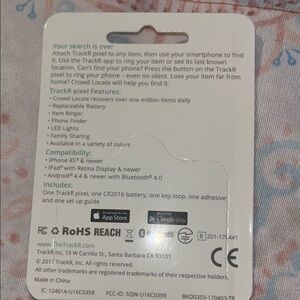 Your search is over
Attach TrackR pixel to any item, then use your smartphone to find
it. Use the TrackR app to ring your item or see its last known
location. Can't find your phone? Press the button on the TrackR
pixel to ring your phone – even on silent. Lose your item far from
home? Crowd Locate will help you find it.
TrackR pixel Features:
• Crowd Locate recovers over one million items daily
• Replaceable Battery
• Item Ringer
• Phone Finder
• LED Lights
• Family Sharing
• Available in a variety of colors
Compatibility:
• iPhone 4S® & newer
• iPad® with Retina Display & newer
• Android® 4.4 & newer with Bluetooth® 4.0
Includes:
One TrackR pixel, one CR2016 battery, one key loop, one adhesive
and one set up guide
App Store
Google play
FC RoHS REACH
R 201-170441
www.TheTrackR.com
TrackR Inc. 19 W Carrillo St., Santa Barbara CA 93101
© 2017 TrackR, Inc. All rights reserved.
All other trademarks are registered trademarks of their respective holders.
Made in China
CE
IC: 12461A-U16C0359 FCC-ID: SQW-U16C0359